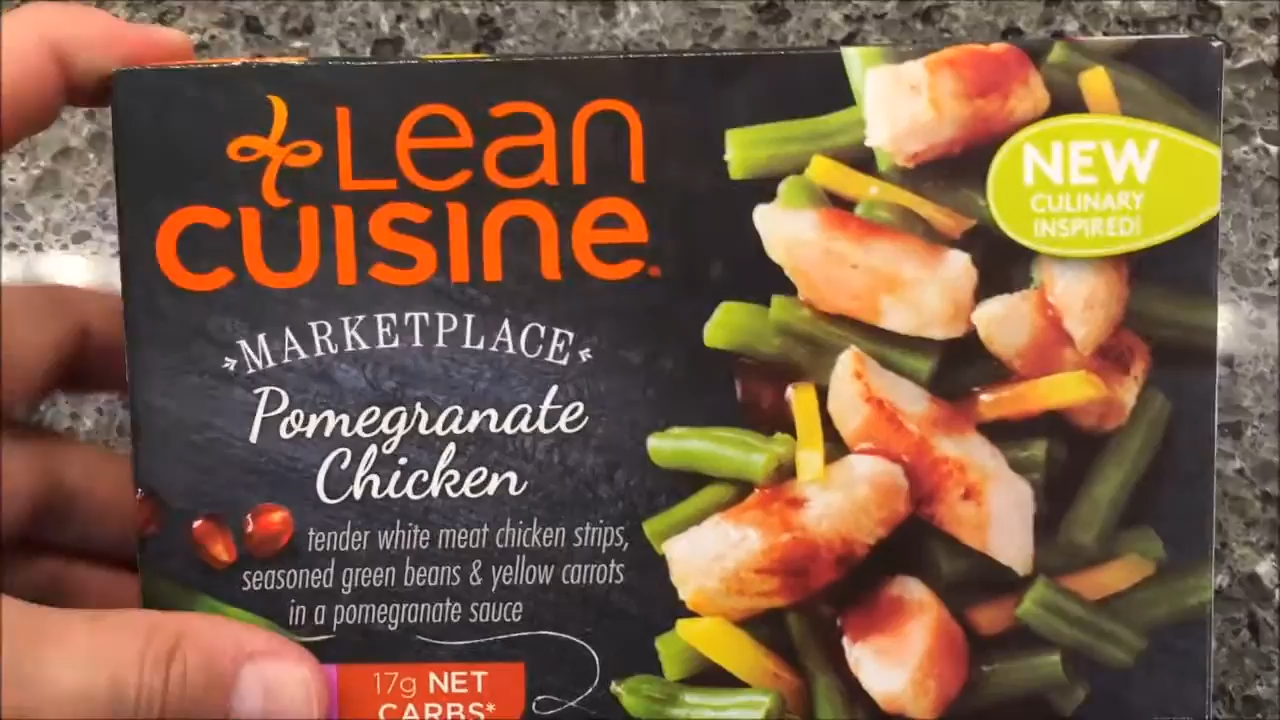 Lean
Cuisine.
MARKETPLACE
Pomegranate
Chicken
tender white meat chicken strips,
seasoned green beans & yellow carrots
in a pomegranate sauce
17g NET
CARBS*
NEW
CULINARY
INSPIRED!